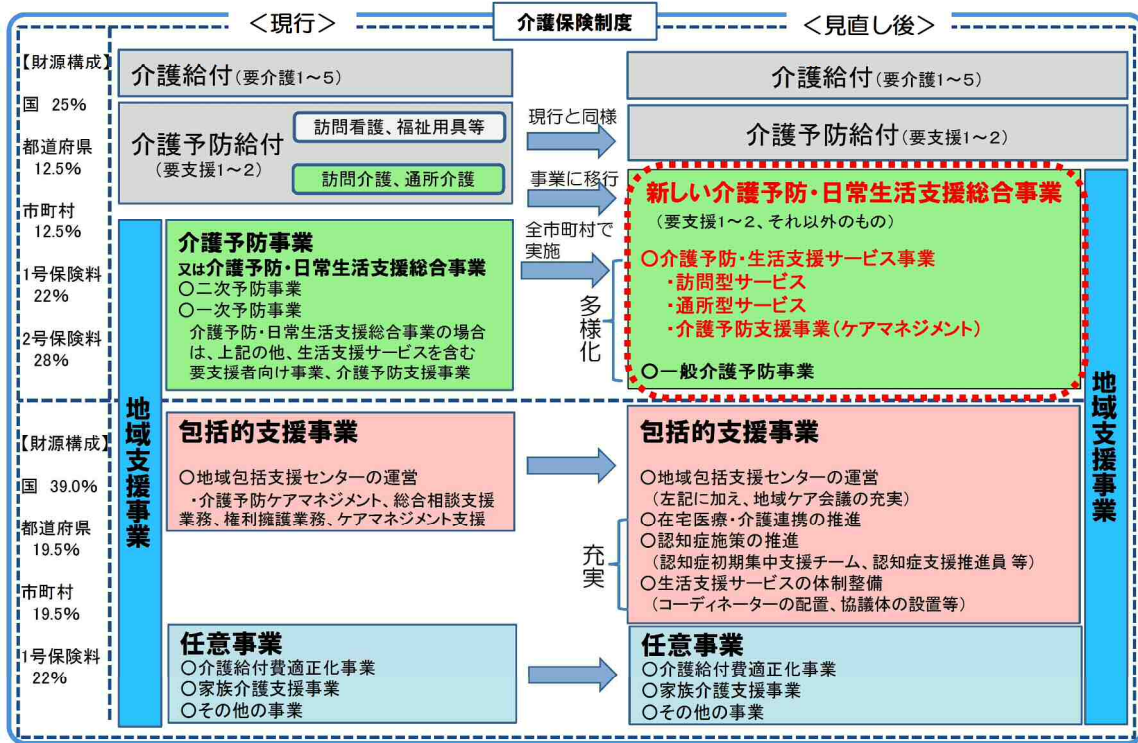 介護保険制度
＜現行＞
＜見直し後＞
【財源構成】
国 25%
都道府県
12.5%
市町村
12.5%
1号保険料
22%
2号保険料
28%
介護給付（要介護1～5）
介護予防給付
（要支援1～2）
訪問看護、福祉用具等
訪問介護、通所介護
現行と同様
事業に移行
全市町村で
実施
多様化
介護給付（要介護1～5）
介護予防給付（要支援1～2）
介護予防事業
又は介護予防・日常生活支援総合事業
○二次予防事業
○一次予防事業
介護予防・日常生活支援総合事業の場合
は、上記の他、生活支援サービスを含む
要支援者向け事業、介護予防支援事業
新しい介護予防・日常生活支援総合事業
（要支援1～2、それ以外のもの）
○介護予防・生活支援サービス事業
・訪問型サービス
・通所型サービス
・介護予防支援事業（ケアマネジメント）
○一般介護予防事業
地域支援事業
地域支援事業
【財源構成】
国 39.0%
都道府県
19.5%
市町村
19.5%
1号保険料
22%
包括的支援事業
○地域包括支援センターの運営
・介護予防ケアマネジメント、総合相談支援
業務、権利擁護業務、ケアマネジメント支援
充実
包括的支援事業
○地域包括支援センターの運営
（左記に加え、地域ケア会議の充実）
○在宅医療・介護連携の推進
○認知症施策の推進
（認知症初期集中支援チーム、認知症支援推進員 等）
○生活支援サービスの体制整備
（コーディネーターの配置、協議体の設置等）
任意事業
○介護給付費適正化事業
○家族介護支援事業
○その他の事業
任意事業
○介護給付費適正化事業
○家族介護支援事業
○その他の事業